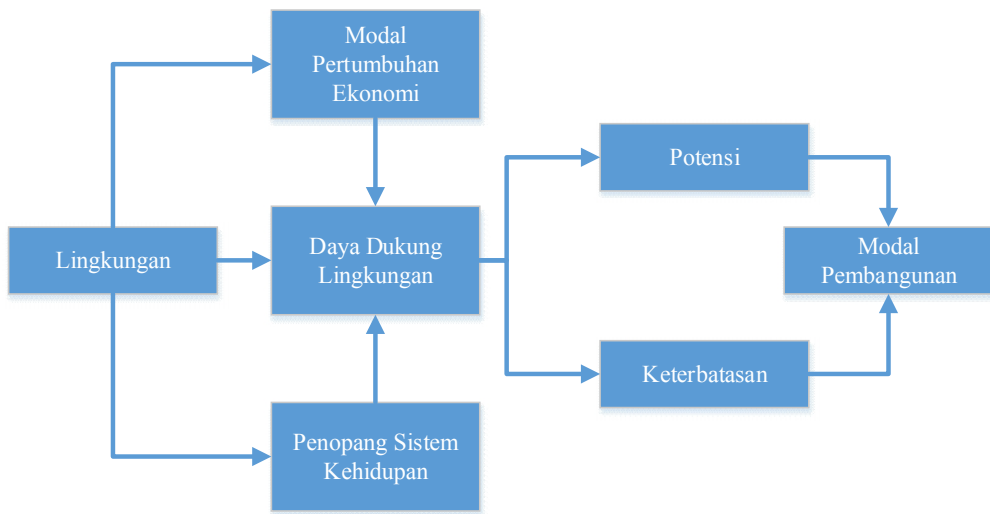 Modal
Pertumbuhan
Ekonomi
Potensi
Lingkungan
Daya Dukung
Lingkungan
Modal
Pembangunan
Keterbatasan
Penopang Sistem
Kehidupan